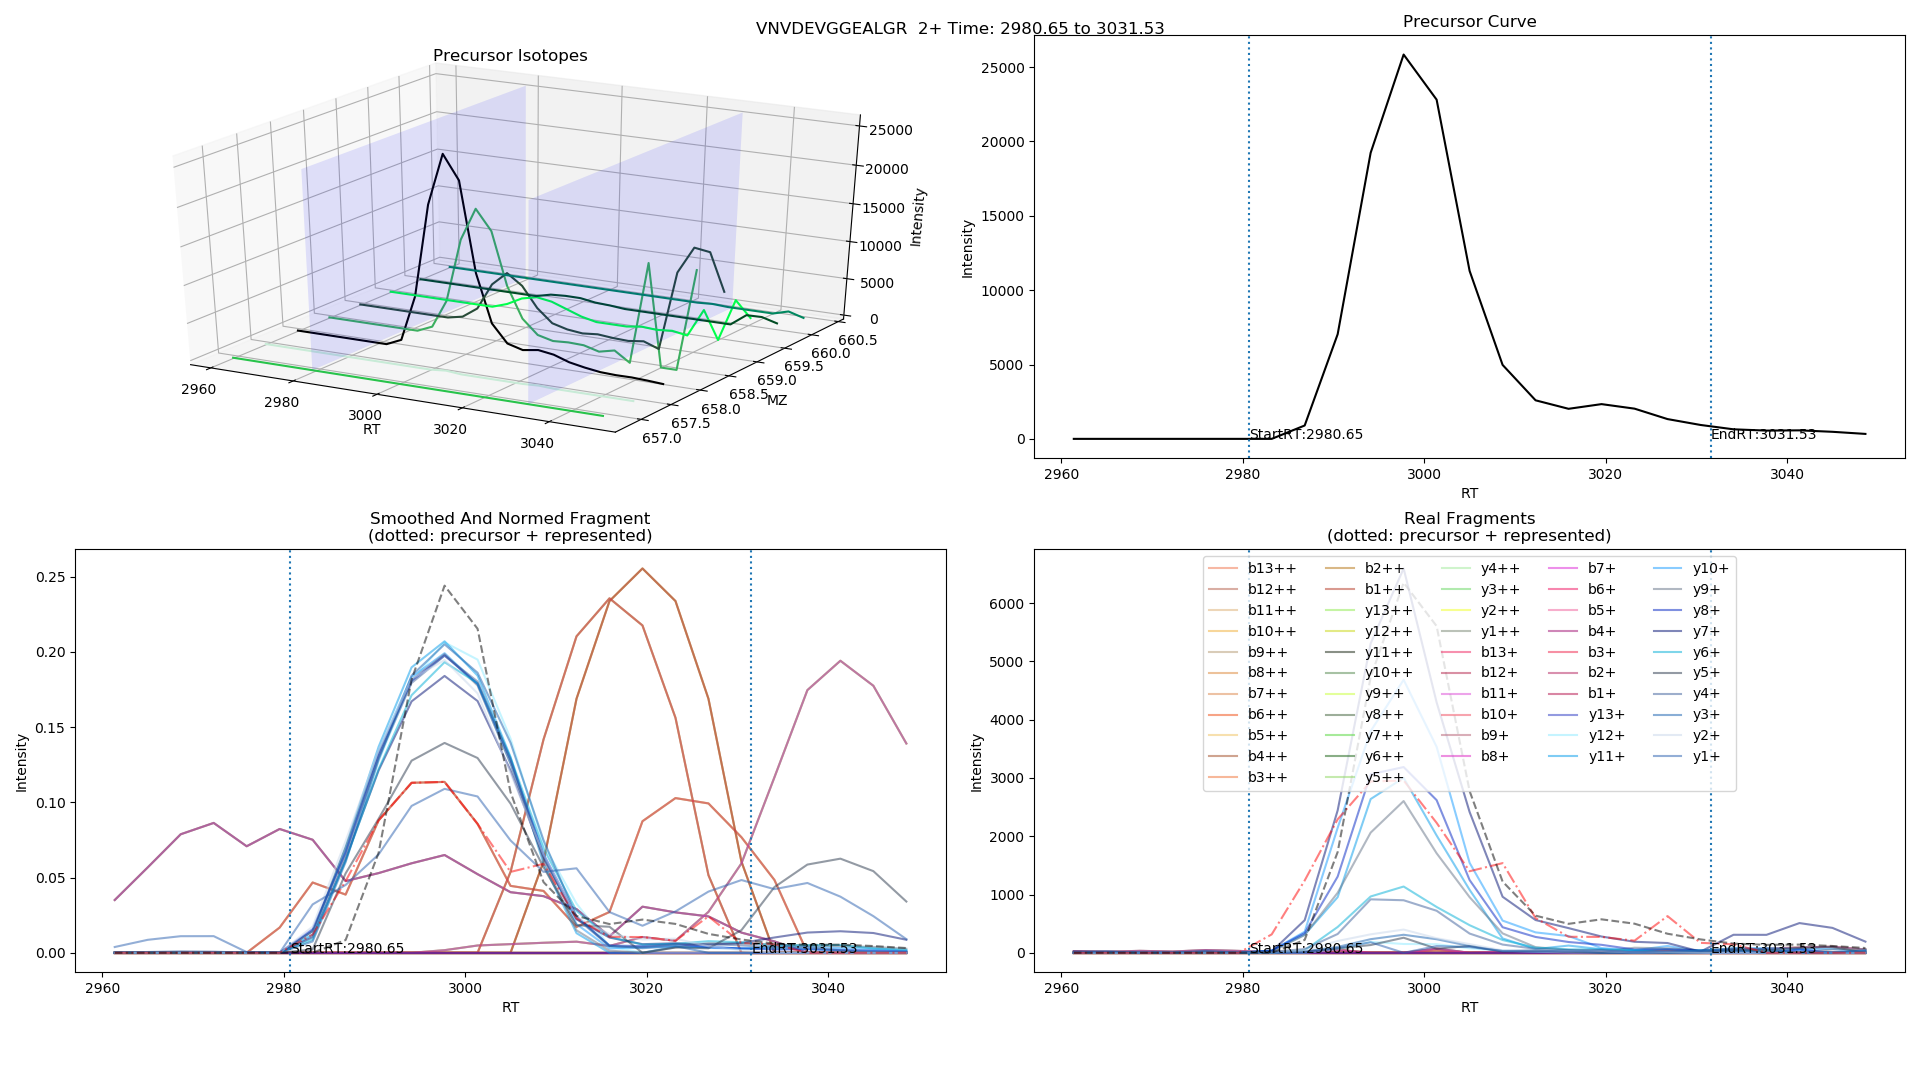 VNVDEVGGEALGR  2+ Time: 2980.65 to 3031.53
Precursor Isotopes
25000
20000
15000
10000
5000
0
Intensity
2960
2980
3000
3020
3040
RT
657.0
657.5
658.0
658.5
659.0
659.5
660.0
660.5
MZ
Precursor Curve
25000
20000
15000
10000
5000
0
Intensity
StartRT:2980.65
EndRT:3031.53
2960
2980
3000
3020
3040
RT
Smoothed And Normed Fragment
(dotted: precursor + represented)
0.25
0.20
0.15
0.10
0.05
0.00
Intensity
StartRT:2980.65
EndRT:3031.53
2960
2980
3000
3020
3040
RT
Real Fragments
(dotted: precursor + represented)
6000
5000
4000
3000
2000
1000
0
Intensity
b13++
b12++
b11++
b10++
b9++
b8++
b7++
b6++
b5++
b4++
b3++
b2++
b1++
y13++
y12++
y11++
y10++
y9++
y8++
y7++
y6++
y5++
y4++
y3++
y2++
y1++
b13+
b12+
b11+
b10+
b9+
b8+
b7+
b6+
b5+
b4+
b3+
b2+
b1+
y13+
y12+
y11+
y10+
y9+
y8+
y7+
y6+
y5+
y4+
y3+
y2+
y1+
StartRT:2980.65
EndRT:3031.53
2960
2980
3000
3020
3040
RT